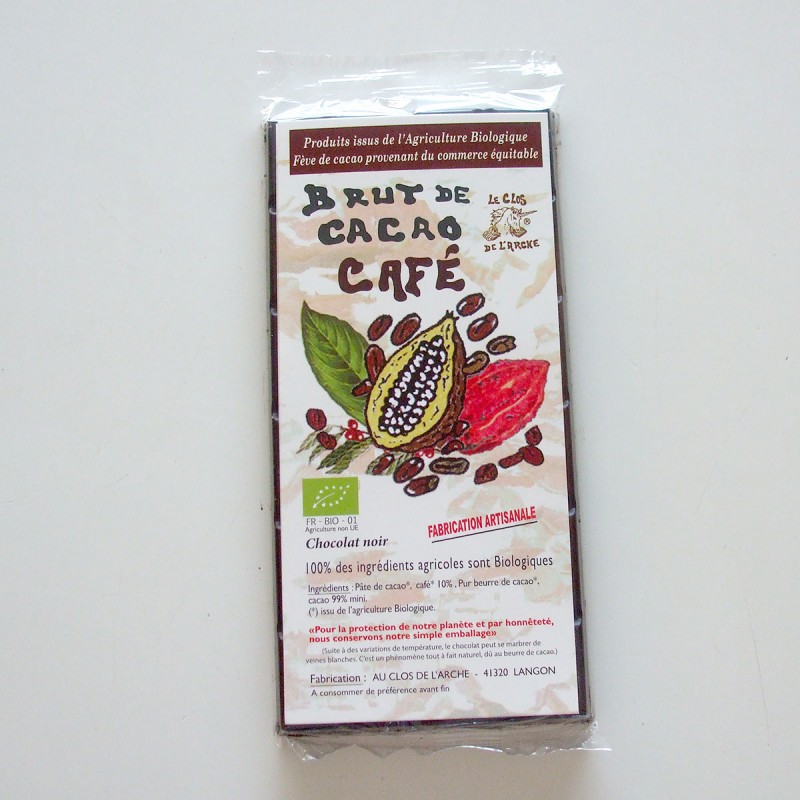 Produits issus de l'Agriculture Biologique
Fève de cacao provenant du commerce équitable
BRUT DE
CACAO
CAFÉ
LE CLOS
®
DE L'ARCHE
FR - BIO - 01
Agriculture non UE
FABRICATION ARTISANALE
Chocolat noir
100% des ingrédients agricoles sont Biologiques
Ingrédients : Pâte de cacao*, café* 10% , Pur beurre de cacao*,
cacao 99% mini.
(*) issu de l'agriculture Biologique.
«Pour la protection de notre planète et par honnêteté,
nous conservons notre simple emballage»
(Suite à des variations de température, le chocolat peut se marbrer de
veines blanches. C'est un phénomène tout à fait naturel, dû au beurre de cacao.)
Fabrication : AU CLOS DE L'ARCHE - 41320 LANGON
A consommer de préférence avant fin